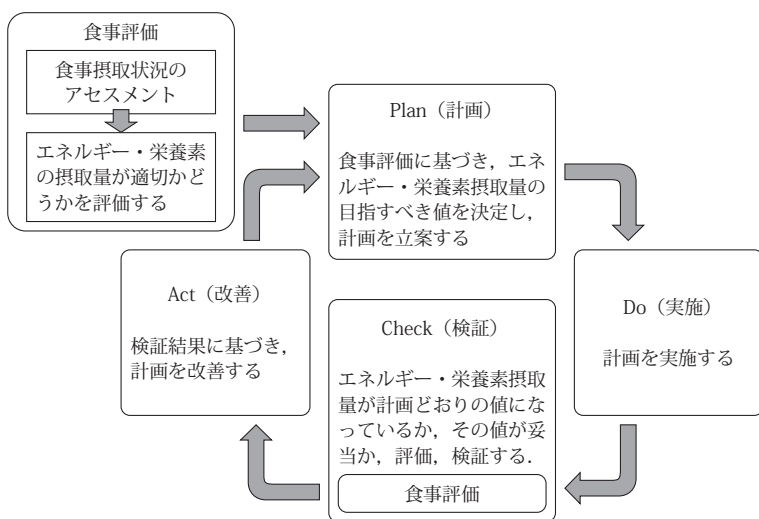 食事評価
食事摂取状況の
アセスメント
エネルギー・栄養素
の摂取量が適切かど
うかを評価する
Plan（計画）
食事評価に基づき，エネ
ルギー・栄養素摂取量の
目指すべき値を決定し，
計画を立案する
Do（実施）
計画を実施する
Check（検証）
エネルギー・栄養素摂取
量が計画どおりの値にな
っているか，その値が妥
当か，評価，検証する．
食事評価
Act（改善）
検証結果に基づき，
計画を改善する